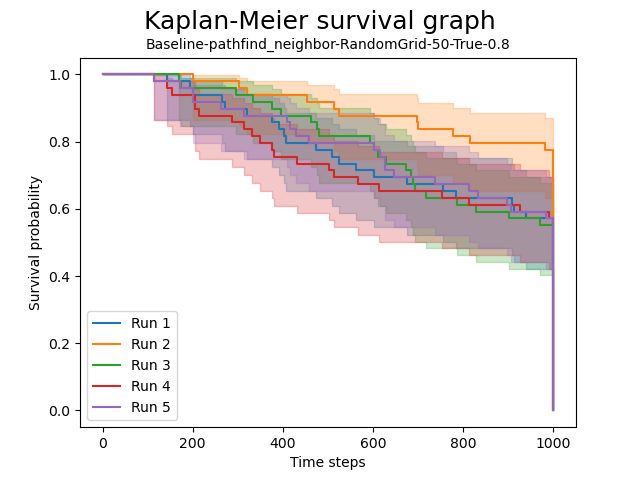 Kaplan-Meier survival graph
Baseline-pathfind_neighbor-RandomGrid-50-True-0.8
Survival probability
1.0
0.8
0.6
0.4
0.2
0.0
Run 1
Run 2
Run 3
Run 4
Run 5
0 200 400 600 800 1000
Time steps